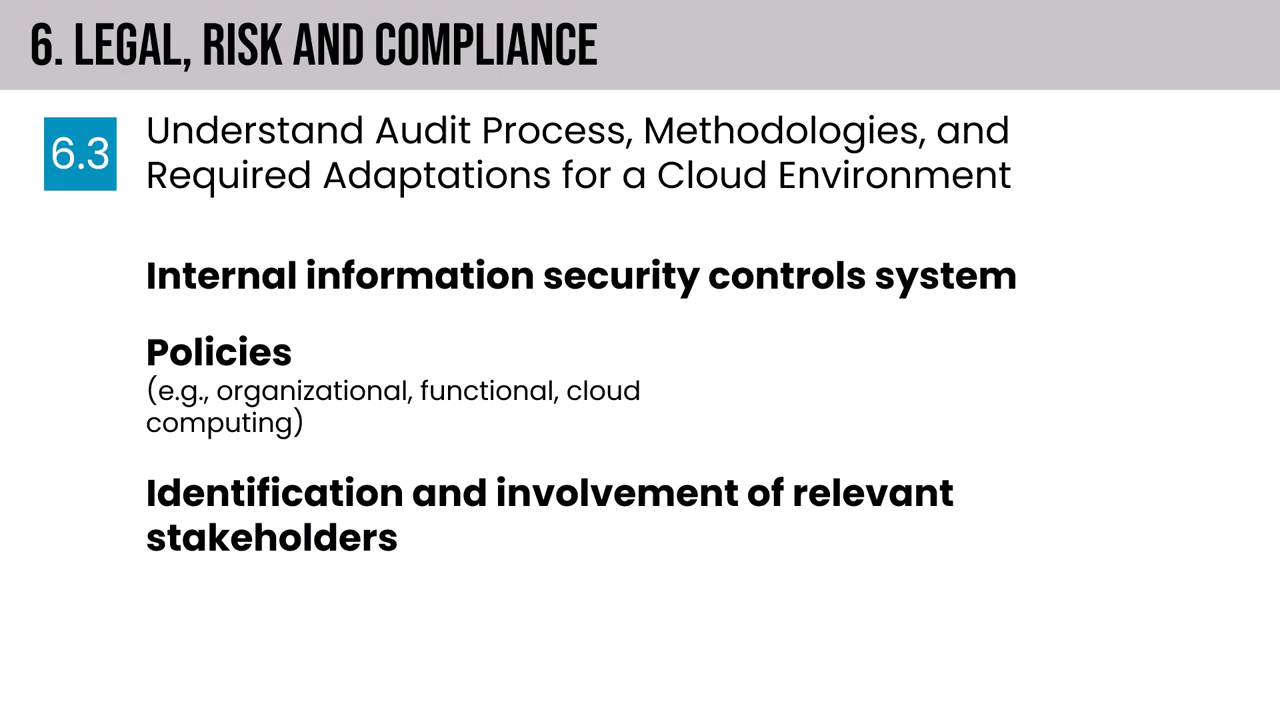 6. LEGAL, RISK AND COMPLIANCE
6.3
Understand Audit Process, Methodologies, and
Required Adaptations for a Cloud Environment
Internal information security controls system
Policies
(e.g., organizational, functional, cloud
computing)
Identification and involvement of relevant
stakeholders